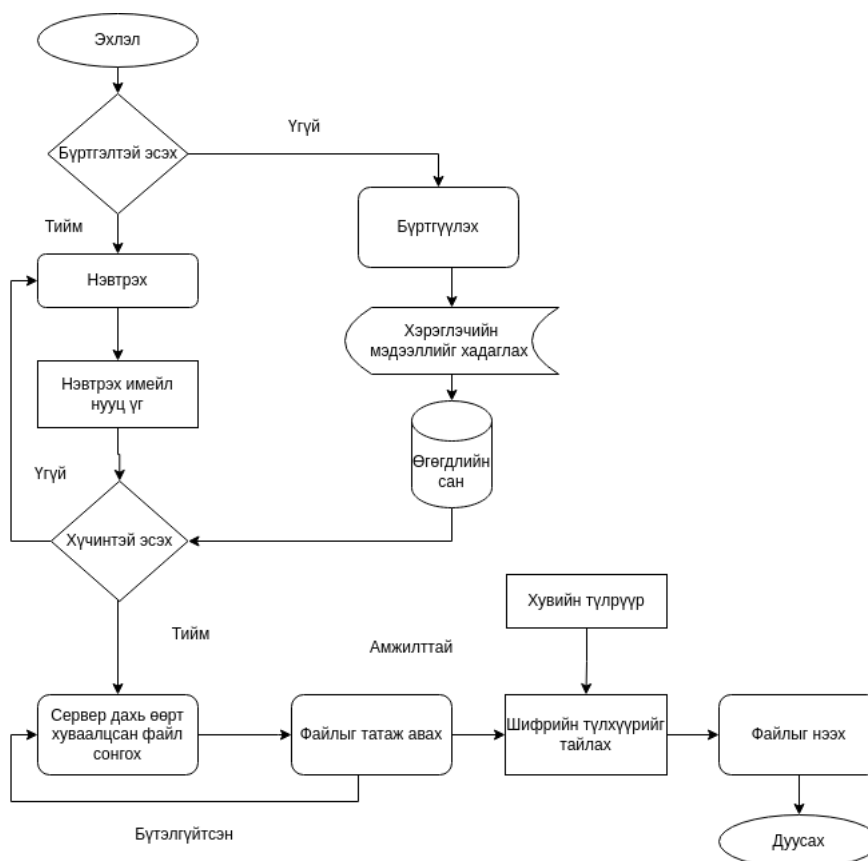 Эхлэл
Үгүй
Бүртгэлтэй эсэх
Бүртгүүлэх
Тийм
Нэвтрэх
Хэрэглэчийн
мэдээллийг хадаглах
Нэвтрэх имейл
нууц үг
Өгөгдлийн
сан
Үгүй
Хүчинтэй эсэх
Хувийн түлрүүр
Тийм
Амжилттай
Сервер дахь өөрт
хуваалцсан файл
сонгох
Файлыг татаж авах
Шифрийн түлхүүрийг
тайлах
Файлыг нээх
Бүтэлгүйтсэн
Дуусах